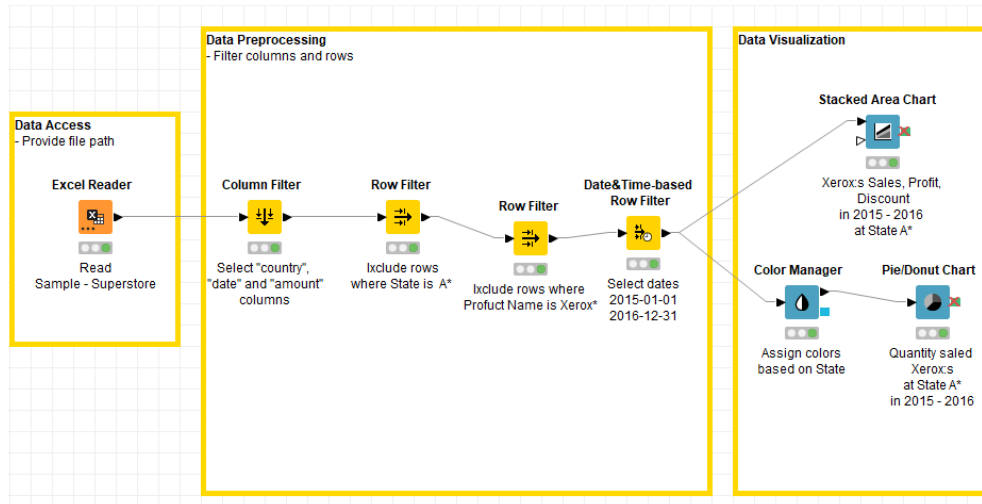 Data Access
- Provide file path
Excel Reader
Read
Sample - Superstore
Data Preprocessing
- Filter columns and rows
Column Filter
Select "country",
"date" and "amount"
columns
Row Filter
Ixclude rows
where State is A*
Row Filter
Ixclude rows where
Profuct Name is Xerox*
Date&Time-based
Row Filter
Select dates
2015-01-01
2016-12-31
Data Visualization
Stacked Area Chart
Xerox:s Sales, Profit,
Discount
in 2015 - 2016
at State A*
Color Manager
Assign colors
based on State
Pie/Donut Chart
Quantity saled
Xerox:s
at State A*
in 2015 - 2016